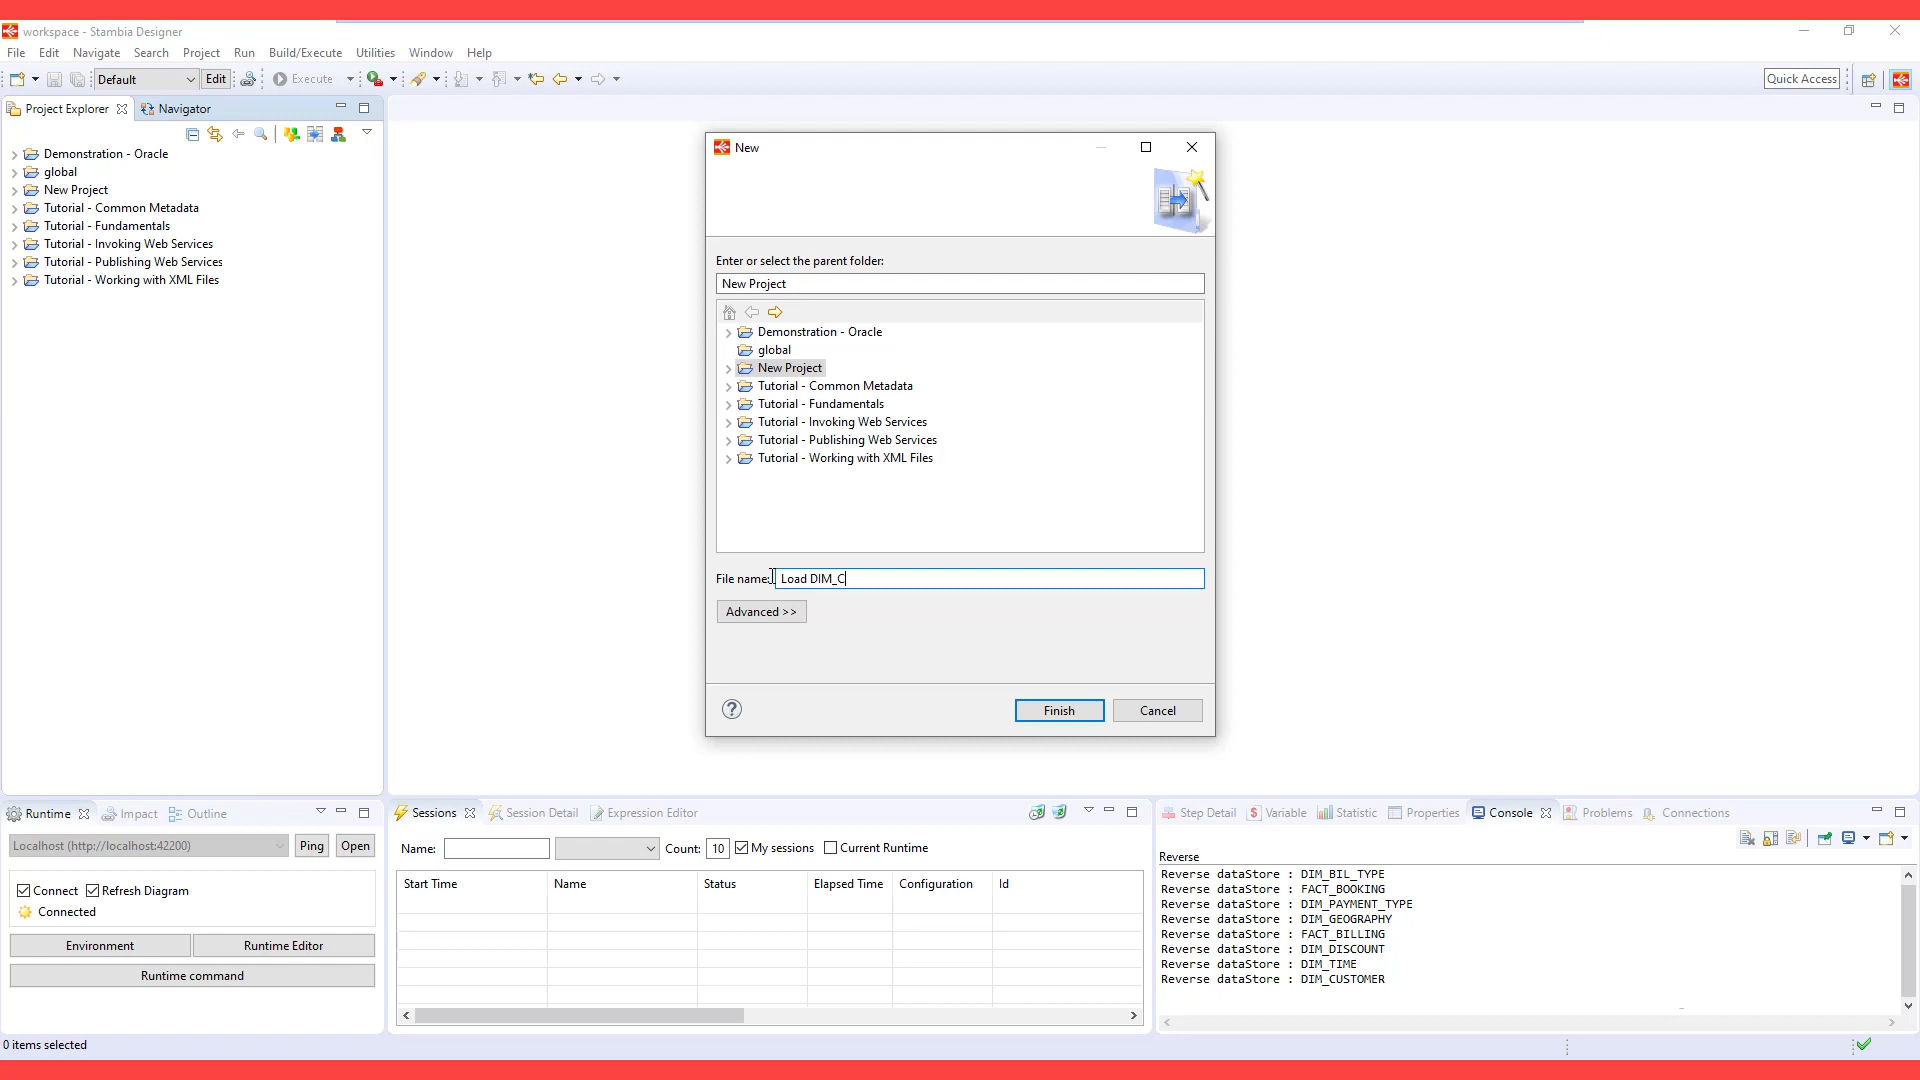 workspace - Stambia Designer
File Edit Navigate Search Project Run Build/Execute Utilities Window Help
Default Edit Execute Quick Access
Project Explorer Navigator
Demonstration - Oracle
global
New Project
Tutorial - Common Metadata
Tutorial - Fundamentals
Tutorial - Invoking Web Services
Tutorial - Publishing Web Services
Tutorial - Working with XML Files
New
Enter or select the parent folder:
New Project
Demonstration - Oracle
global
New Project
Tutorial - Common Metadata
Tutorial - Fundamentals
Tutorial - Invoking Web Services
Tutorial - Publishing Web Services
Tutorial - Working with XML Files
File name: Load DIM_C
Advanced >>
Finish Cancel
Runtime Impact Outline
Localhost (http://localhost:42200) Ping Open
Connect Refresh Diagram
Connected
Environment Runtime Editor
Runtime command
Sessions Session Detail Expression Editor
Name: Count: 10 My sessions Current Runtime
Start Time Name Status Elapsed Time Configuration Id
Step Detail Variable Statistic Properties Console Problems Connections
Reverse
Reverse dataStore : DIM_BIL_TYPE
Reverse dataStore : FACT_BOOKING
Reverse dataStore : DIM_PAYMENT_TYPE
Reverse dataStore : DIM_GEOGRAPHY
Reverse dataStore : FACT_BILLING
Reverse dataStore : DIM_DISCOUNT
Reverse dataStore : DIM_TIME
Reverse dataStore : DIM_CUSTOMER
0 items selected